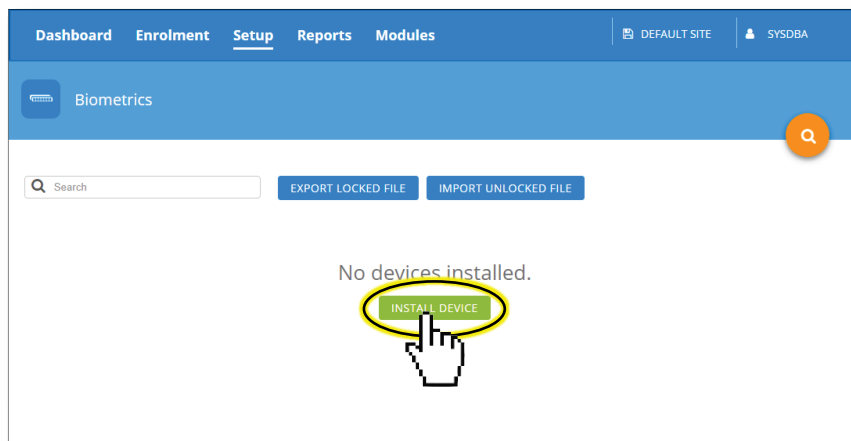 Dashboard Enrolment Setup Reports Modules DEFAULT SITE SYSDBA
Biometrics
Search EXPORT LOCKED FILE IMPORT UNLOCKED FILE
No devices installed.
INSTALL DEVICE